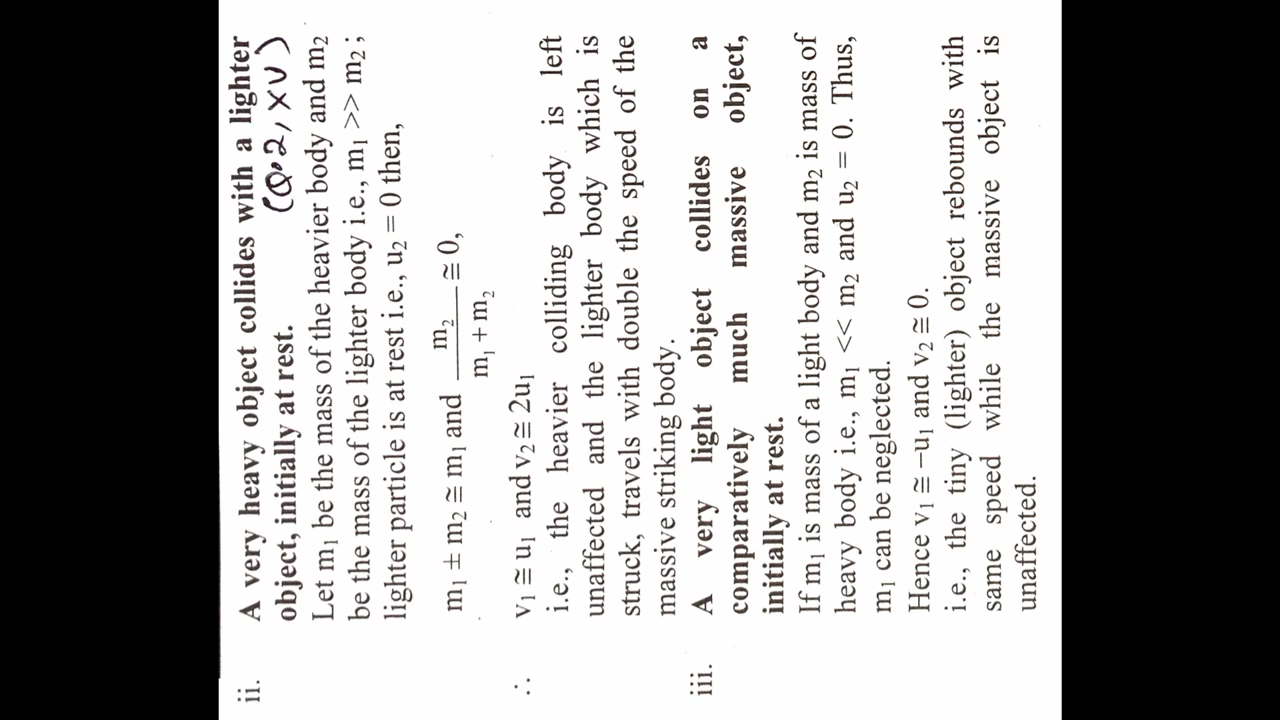 ii. A very heavy object collides with a lighter
object, initially at rest. (Q.2, XV)
Let m₁ be the mass of the heavier body and m₂
be the mass of the lighter body i.e., m₁ >> m₂ ;
lighter particle is at rest i.e., u₂ = 0 then,
m₁ ± m₂ ≅ m₁ and m₂/(m₁ + m₂) ≅ 0,
∴ v₁ ≅ u₁ and v₂ ≅ 2u₁
i.e., the heavier colliding body is left
unaffected and the lighter body which is
struck, travels with double the speed of the
massive striking body.
iii. A very light object collides on a
comparatively much massive object,
initially at rest.
If m₁ is mass of a light body and m₂ is mass of
heavy body i.e., m₁ << m₂ and u₂ = 0. Thus,
m₁ can be neglected.
Hence v₁ ≅ −u₁ and v₂ ≅ 0.
i.e., the tiny (lighter) object rebounds with
same speed while the massive object is
unaffected.